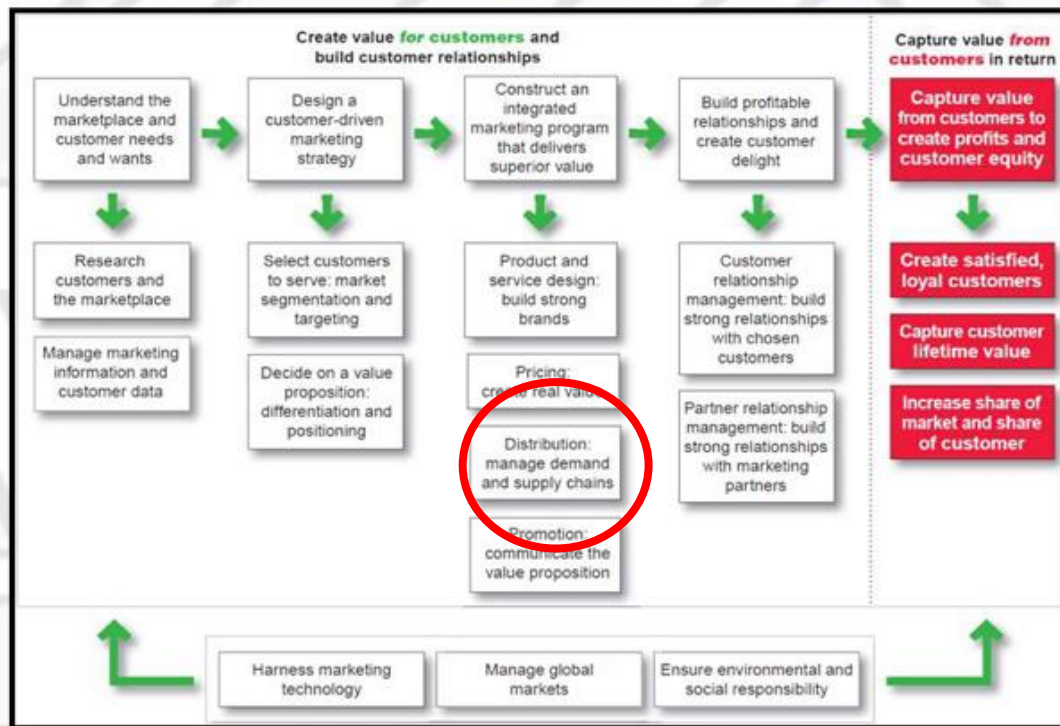 Create value for customers and
build customer relationships
Capture value from
customers in return
Understand the
marketplace and
customer needs
and wants
Design a
customer-driven
marketing
strategy
Construct an
integrated
marketing program
that delivers
superior value
Build profitable
relationships and
create customer
delight
Capture value
from customers to
create profits and
customer equity
Research
customers and
the marketplace
Manage marketing
information and
customer data
Select customers
to serve: market
segmentation and
targeting
Decide on a value
proposition:
differentiation and
positioning
Product and
service design:
build strong
brands
Pricing:
create real value
Distribution:
manage demand
and supply chains
Promotion:
communicate the
value proposition
Customer
relationship
management: build
strong relationships
with chosen
customers
Partner relationship
management: build
strong relationships
with marketing
partners
Create satisfied,
loyal customers
Capture customer
lifetime value
Increase share of
market and share
of customer
Harness marketing
technology
Manage global
markets
Ensure environmental and
social responsibility